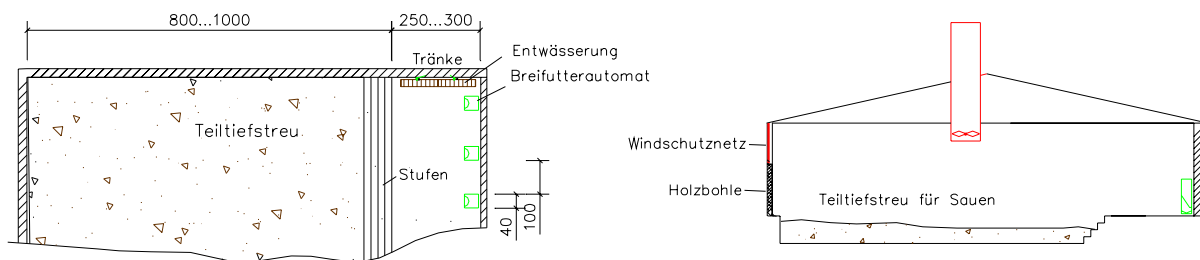 800...1000
250...300
Tränke
Entwässerung
Breifutterautomat
Teiltiefstreu
Stufen
40
100
Windschutznetz
Holzbohle
Teiltiefstreu für Sauen